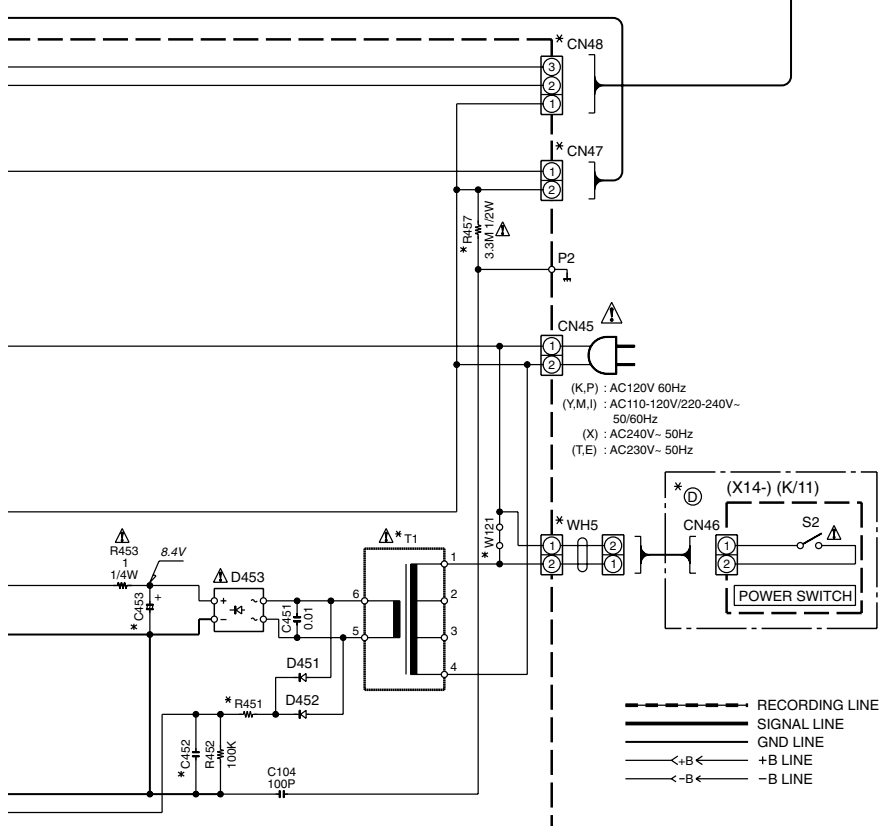 * CN48
3
2
1
* CN47
1
2
* R457
3.3M 1/2W
P2
CN45
1
2
(K,P) : AC120V 60Hz
(Y,M,I) : AC110-120V/220-240V~
50/60Hz
(X) : AC240V~ 50Hz
(T,E) : AC230V~ 50Hz
* D
(X14-) (K/11)
CN46
S2
1
2
POWER SWITCH
* WH5
1
2
2
1
* W121
* T1
1
2
3
4
6
5
R453
1
1/4W
8.4V
D453
+
−
~
~
* C453
+
C451
0.01
D451
D452
* R451
* C452
R452
100K
C104
100P
RECORDING LINE
SIGNAL LINE
GND LINE
+B
+B LINE
−B
−B LINE